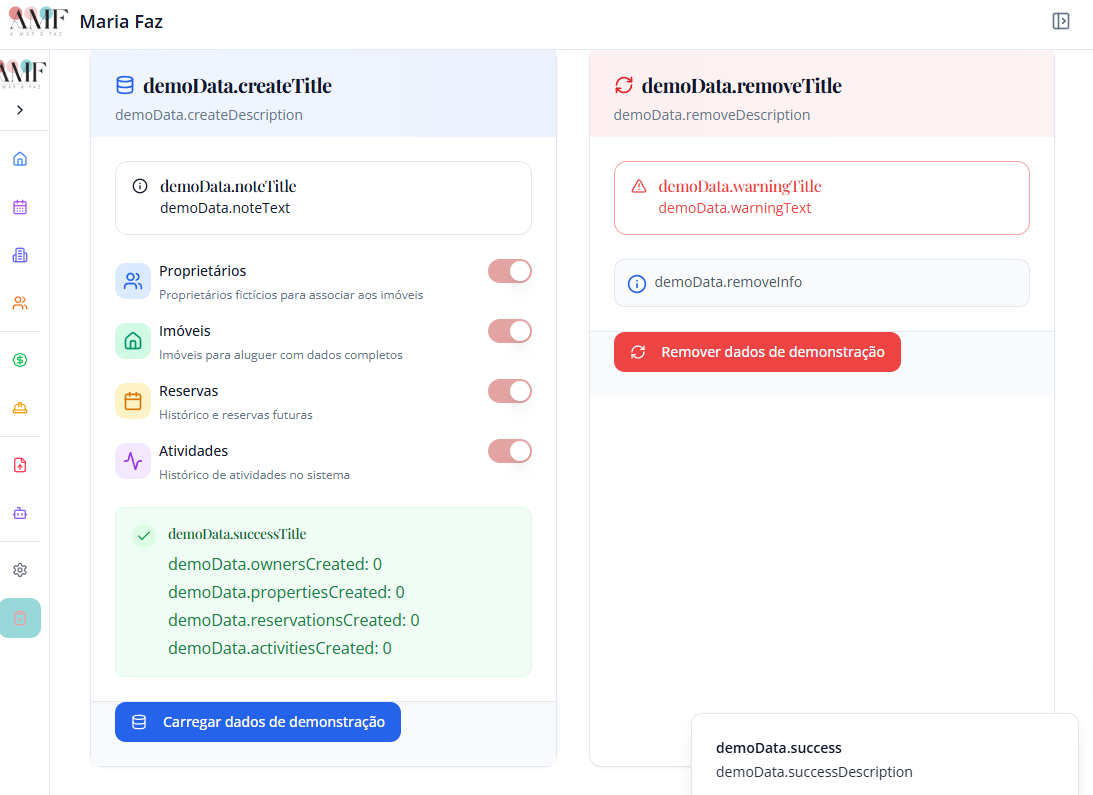 AMF
A MAR A FAZ
Maria Faz
AMF
MAR A FAZ
demoData.createTitle
demoData.createDescription
demoData.noteTitle
demoData.noteText
Proprietários
Proprietários fictícios para associar aos imóveis
Imóveis
Imóveis para aluguer com dados completos
Reservas
Histórico e reservas futuras
Atividades
Histórico de atividades no sistema
demoData.successTitle
demoData.ownersCreated: 0
demoData.propertiesCreated: 0
demoData.reservationsCreated: 0
demoData.activitiesCreated: 0
Carregar dados de demonstração
demoData.removeTitle
demoData.removeDescription
demoData.warningTitle
demoData.warningText
demoData.removeInfo
Remover dados de demonstração
demoData.success
demoData.successDescription